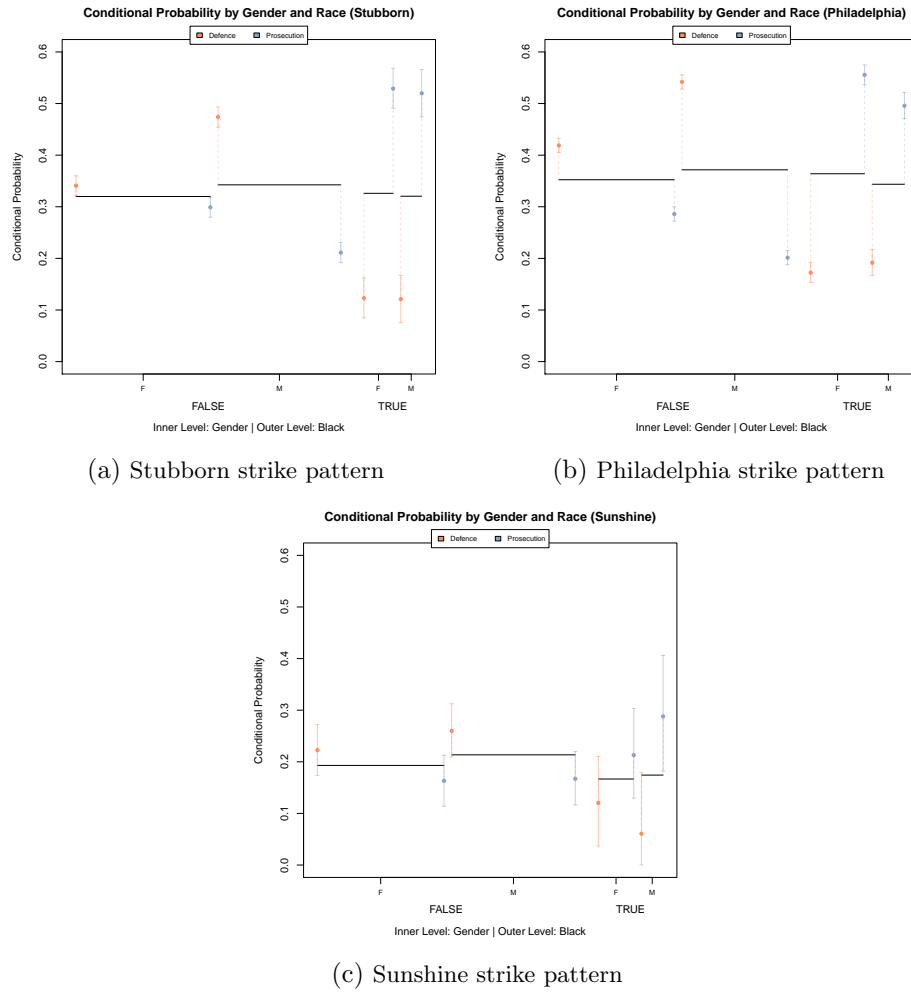 Conditional Probability by Gender and Race (Stubborn)
Defence Prosecution
Conditional Probability
0.0 0.1 0.2 0.3 0.4 0.5 0.6
F M F M
FALSE TRUE
Inner Level: Gender | Outer Level: Black
(a) Stubborn strike pattern
Conditional Probability by Gender and Race (Philadelphia)
Defence Prosecution
Conditional Probability
0.0 0.1 0.2 0.3 0.4 0.5 0.6
F M F M
FALSE TRUE
Inner Level: Gender | Outer Level: Black
(b) Philadelphia strike pattern
Conditional Probability by Gender and Race (Sunshine)
Defence Prosecution
Conditional Probability
0.0 0.1 0.2 0.3 0.4 0.5 0.6
F M F M
FALSE TRUE
Inner Level: Gender | Outer Level: Black
(c) Sunshine strike pattern